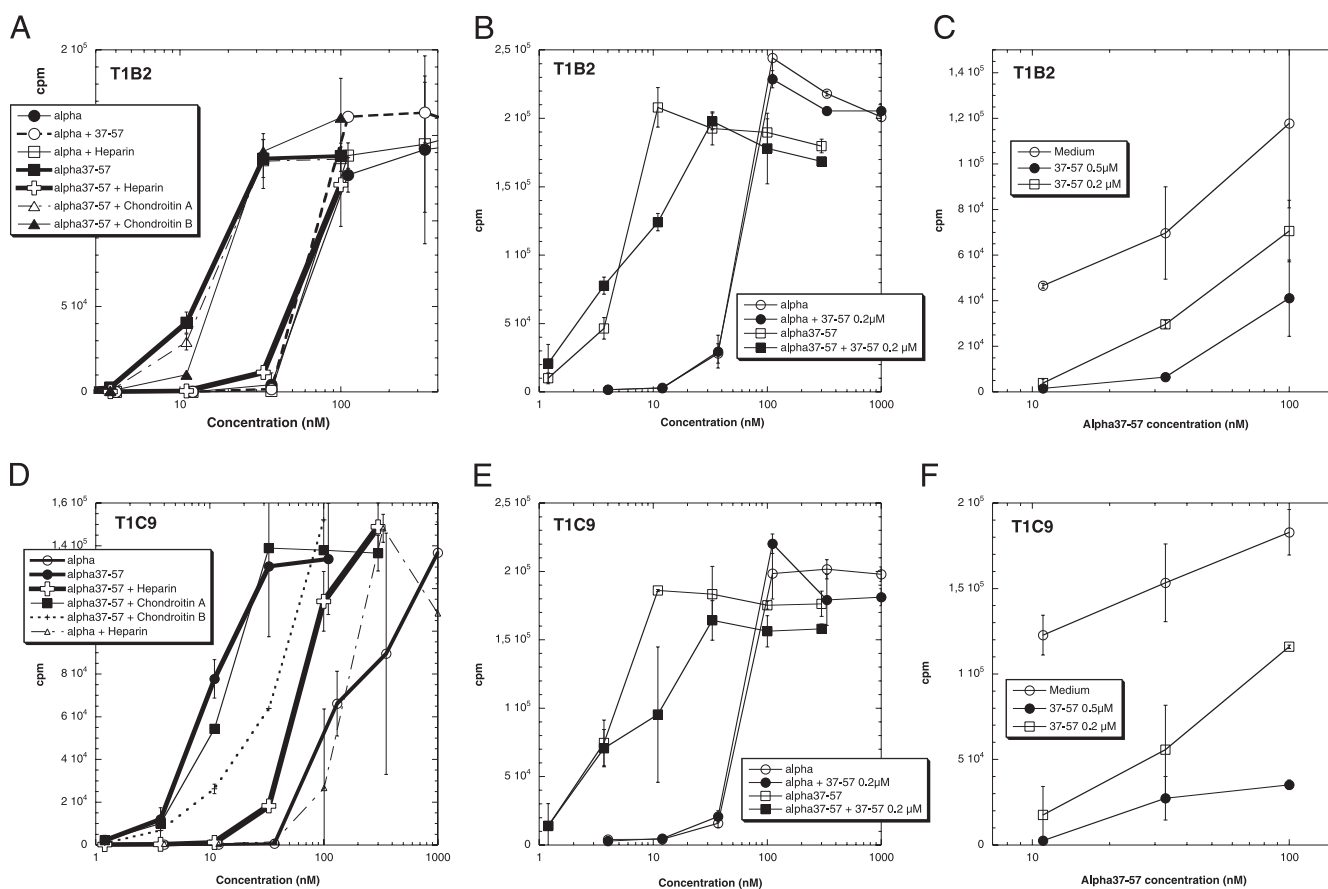 A
T1B2
cpm
2 10⁵
5 10⁴
0
10
100
Concentration (nM)
alpha
alpha + 37-57
alpha + Heparin
alpha37-57
alpha37-57 + Heparin
alpha37-57 + Chondroitin A
alpha37-57 + Chondroitin B
B
T1B2
cpm
2,5 10⁵
2 10⁵
1,5 10⁵
1 10⁵
5 10⁴
0
1
10
100
1000
Concentration (nM)
alpha
alpha + 37-57 0.2µM
alpha37-57
alpha37-57 + 37-57 0.2 µM
C
T1B2
cpm
1,4 10⁵
1,2 10⁵
1 10⁵
8 10⁴
6 10⁴
4 10⁴
2 10⁴
0
10
100
Alpha37-57 concentration (nM)
Medium
37-57 0.5µM
37-57 0.2 µM
D
T1C9
cpm
1,6 10⁵
1,4 10⁵
8 10⁴
6 10⁴
4 10⁴
2 10⁴
0
1
10
100
1000
Concentration (nM)
alpha
alpha37-57
alpha37-57 + Heparin
alpha37-57 + Chondroitin A
alpha37-57 + Chondroitin B
alpha + Heparin
E
T1C9
cpm
2,5 10⁵
2 10⁵
1,5 10⁵
1 10⁵
5 10⁴
0
1
10
100
1000
Concentration (nM)
alpha
alpha + 37-57 0.2µM
alpha37-57
alpha37-57 + 37-57 0.2 µM
F
T1C9
cpm
2 10⁵
1,5 10⁵
1 10⁵
5 10⁴
0
10
100
Alpha37-57 concentration (nM)
Medium
37-57 0.5µM
37-57 0.2 µM